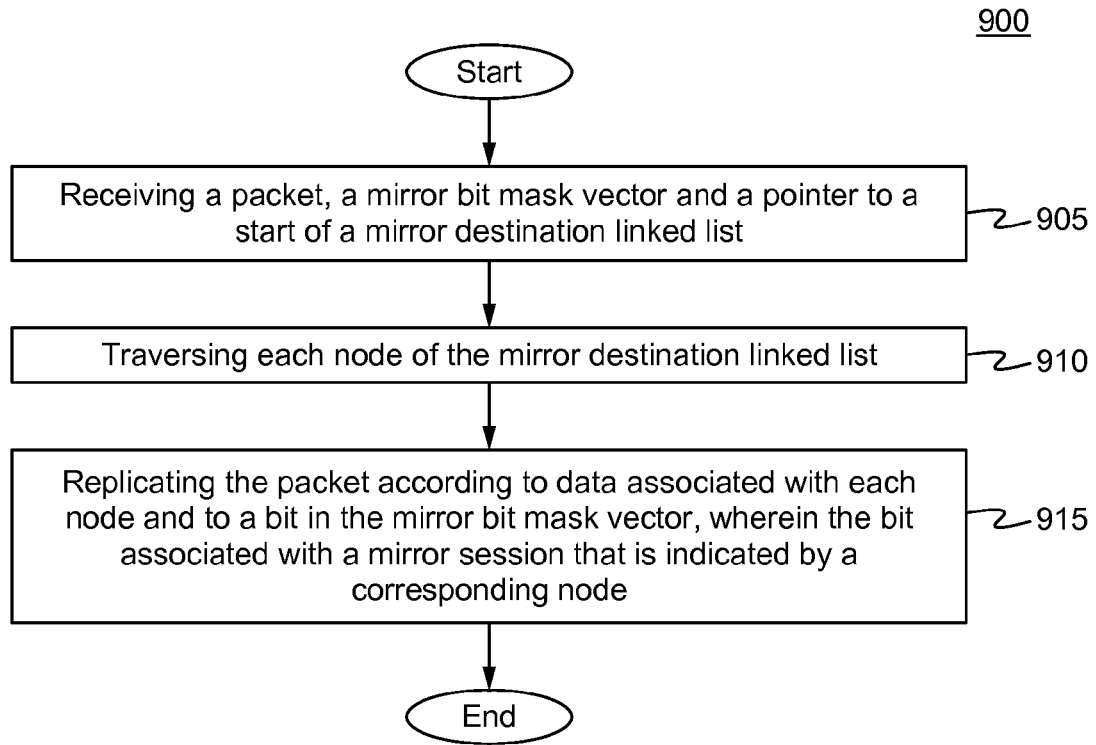 900
Start
Receiving a packet, a mirror bit mask vector and a pointer to a
start of a mirror destination linked list
905
Traversing each node of the mirror destination linked list
910
Replicating the packet according to data associated with each
node and to a bit in the mirror bit mask vector, wherein the bit
associated with a mirror session that is indicated by a
corresponding node
915
End